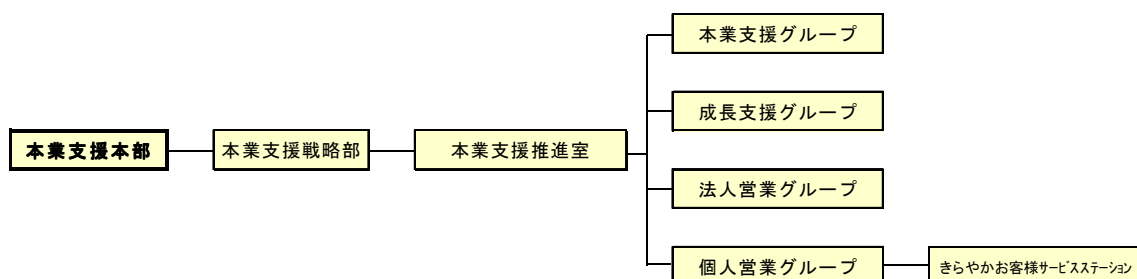 本業支援グループ
成長支援グループ
本業支援本部
本業支援戦略部
本業支援推進室
法人営業グループ
個人営業グループ
きらやかお客様サービスステーション